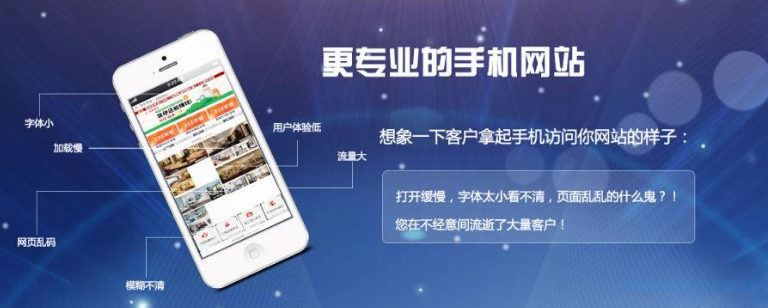 更专业的手机网站
字体小
加载慢
用户体验低
流量大
网页乱码
模糊不清
想象一下客户拿起手机访问你网站的样子：
打开缓慢，字体太小看不清，页面乱乱的什么鬼？！
您在不经意间流逝了大量客户！